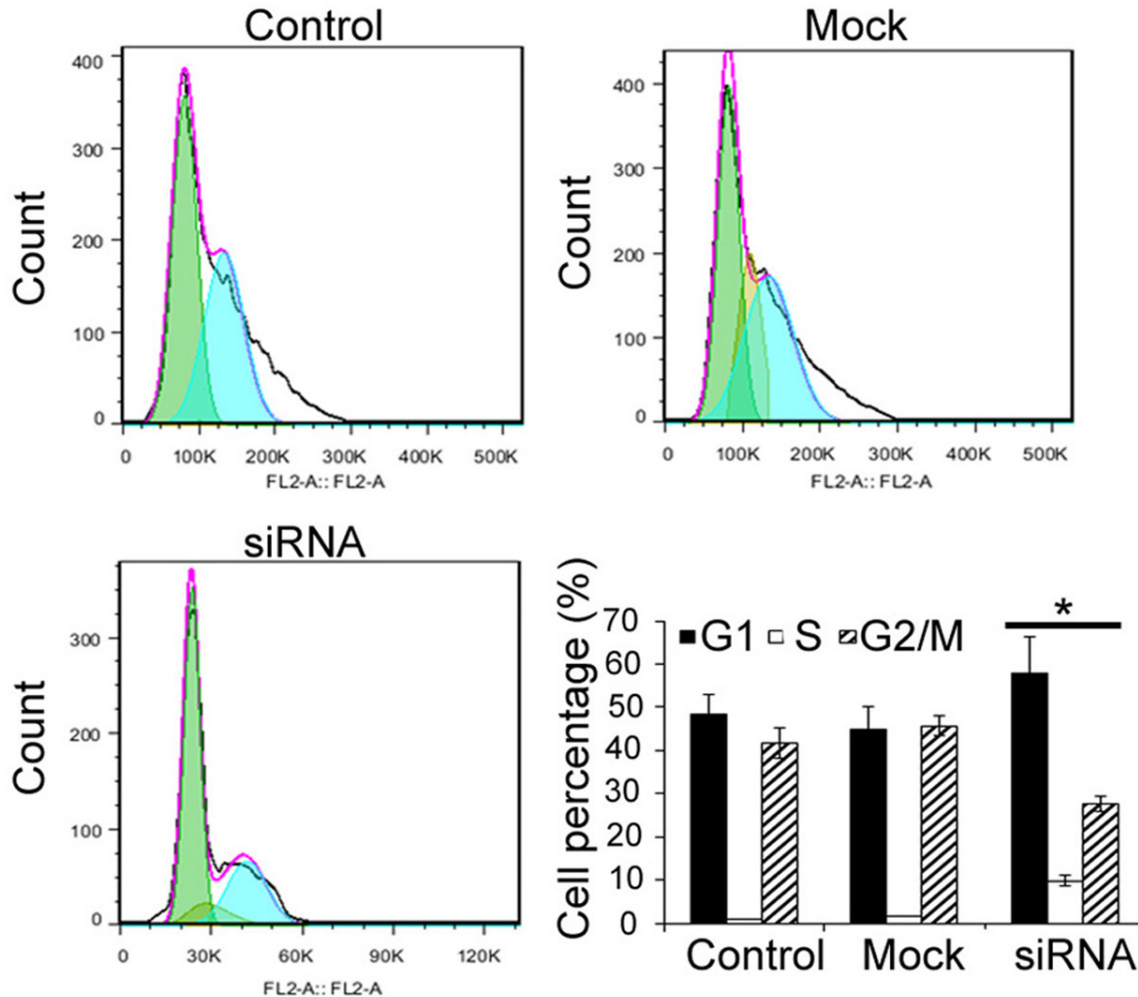 Control
Count
400
300
200
100
0
0 100K 200K 300K 400K 500K
FL2-A:: FL2-A
Mock
Count
400
300
200
100
0
0 100K 200K 300K 400K 500K
FL2-A:: FL2-A
siRNA
Count
300
200
100
0
0 30K 60K 90K 120K
FL2-A:: FL2-A
Cell percentage (%)
70
60
50
40
30
20
10
0
G1 S G2/M
*
Control Mock siRNA